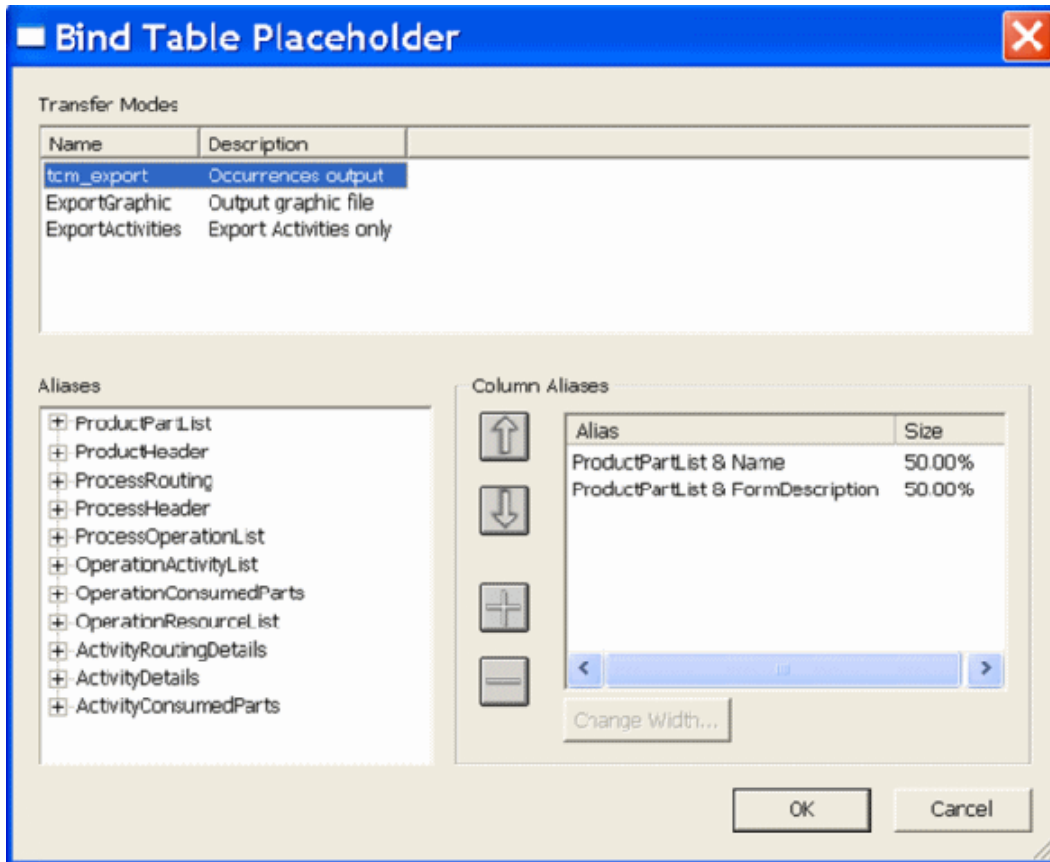 Bind Table Placeholder
Transfer Modes
Name Description
tcm_export Occurrences output
ExportGraphic Output graphic file
ExportActivities Export Activities only
Aliases
ProductPartList
ProductHeader
ProcessRouting
ProcessHeader
ProcessOperationList
OperationActivityList
OperationConsumedParts
OperationResourceList
ActivityRoutingDetails
ActivityDetails
ActivityConsumedParts
Column Aliases
Alias Size
ProductPartList & Name 50.00%
ProductPartList & FormDescription 50.00%
Change Width...
OK Cancel